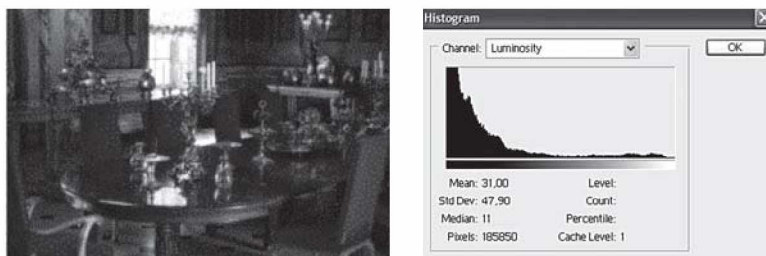 Histogram
Channel: Luminosity
OK
Mean: 31,00
Level:
Std Dev: 47,90
Count:
Median: 11
Percentile:
Pixels: 185850
Cache Level: 1